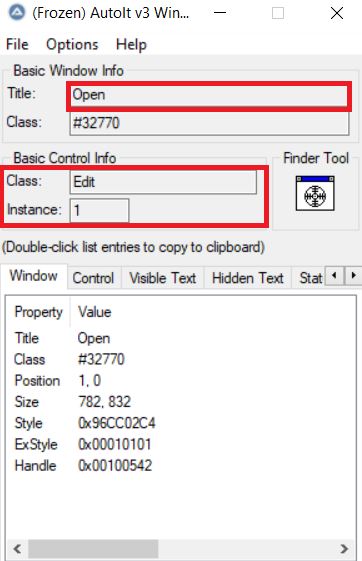 (Frozen) AutoIt v3 Win...
File Options Help
Basic Window Info
Title: Open
Class: #32770
Basic Control Info
Finder Tool
Class: Edit
Instance: 1
(Double-click list entries to copy to clipboard)
Window Control Visible Text Hidden Text Stat
Property Value
Title Open
Class #32770
Position 1, 0
Size 782, 832
Style 0x96CC02C4
ExStyle 0x00010101
Handle 0x00100542